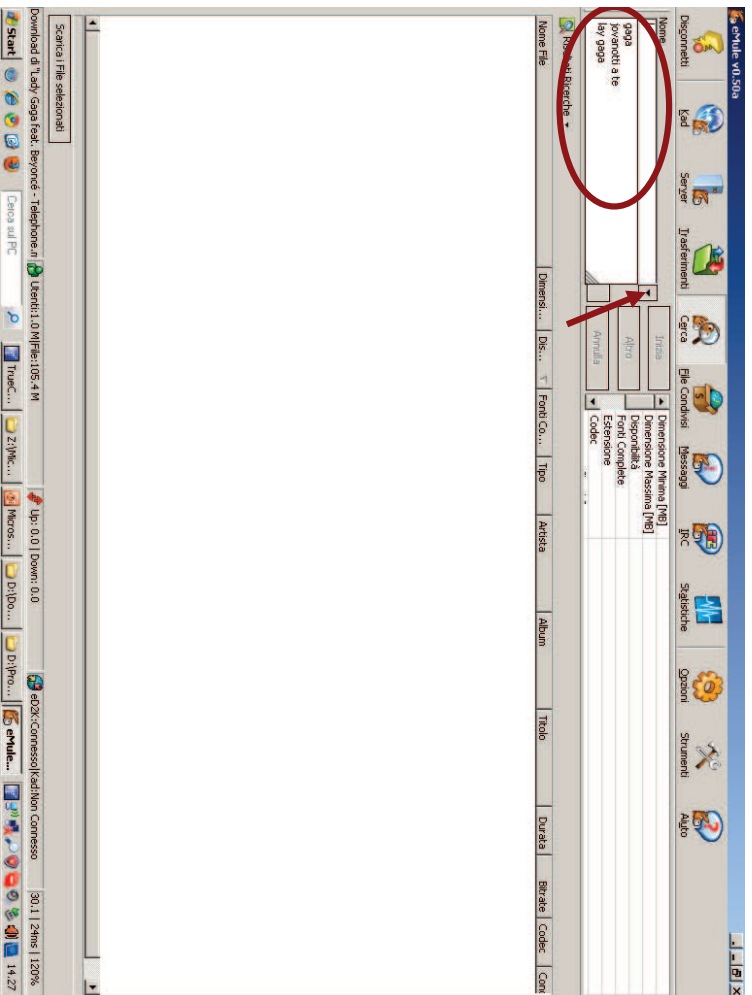 eMule v0.50a
Disconnetti Kad Server Trasferimenti Cerca File Condivisi Messaggi IRC Statistiche Opzioni Strumenti Aiuto
Nome
gaga
jovanotti a te
lay gaga
Inizia
Altro
Annulla
Dimensione Minima [MB]
Dimensione Massima [MB]
Disponibilità
Fonti Complete
Estensione
Codec
Risultati Ricerche
Nome File Dimensi... Dis... Fonti Co... Tipo Artista Album Titolo Durata Bitrate Codec
Scarica i File selezionati
Download di "Lady Gaga feat. Beyoncé - Telephone.m Utenti:1.0 M|File:105.4 M Up: 0.0 | Down: 0.0 eD2K:Connesso|Kad:Non Connesso 30.1 | 24ms | 120%
Start Cerca sul PC TrueC... Z:\Mic... Micros... D:\Do... D:\Pro... eMule... 14.27